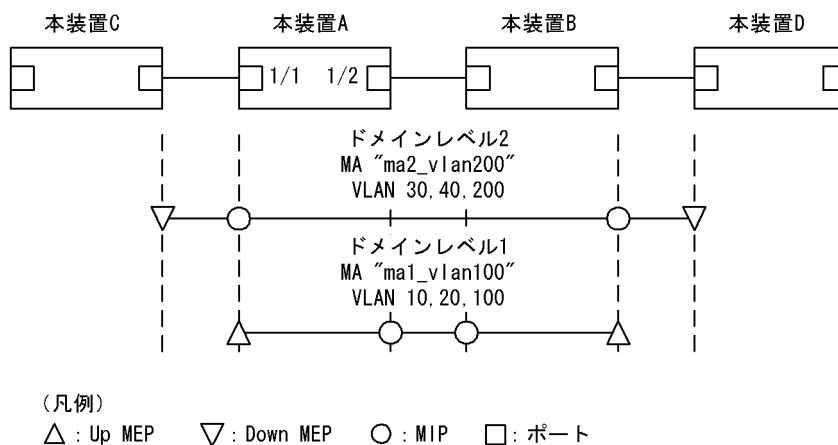 本装置C 本装置A 本装置B 本装置D
1/1 1/2
ドメインレベル2
MA "ma2_vlan200"
VLAN 30,40,200
ドメインレベル1
MA "ma1_vlan100"
VLAN 10,20,100
(凡例)
△：Up MEP ▽：Down MEP ○：MIP □：ポート